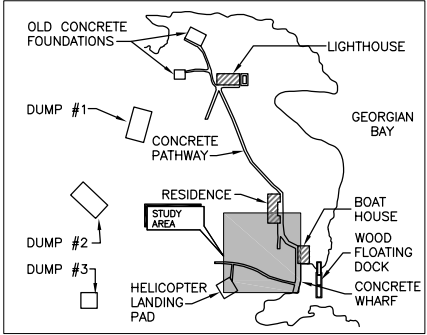 OLD CONCRETE
FOUNDATIONS
LIGHTHOUSE
DUMP #1
GEORGIAN
BAY
CONCRETE
PATHWAY
RESIDENCE
BOAT
HOUSE
STUDY
AREA
WOOD
FLOATING
DOCK
DUMP #2
DUMP #3
HELICOPTER
LANDING
PAD
CONCRETE
WHARF